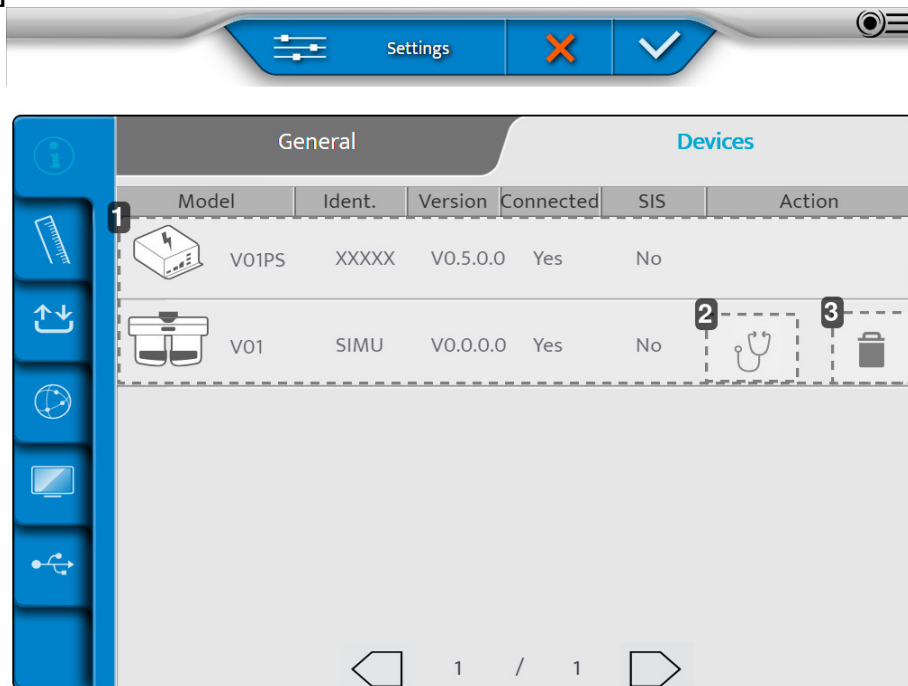 Settings
General Devices
Model Ident. Version Connected SIS Action
1
V01PS XXXXX V0.5.0.0 Yes No
2 3
V01 SIMU V0.0.0.0 Yes No
1 / 1